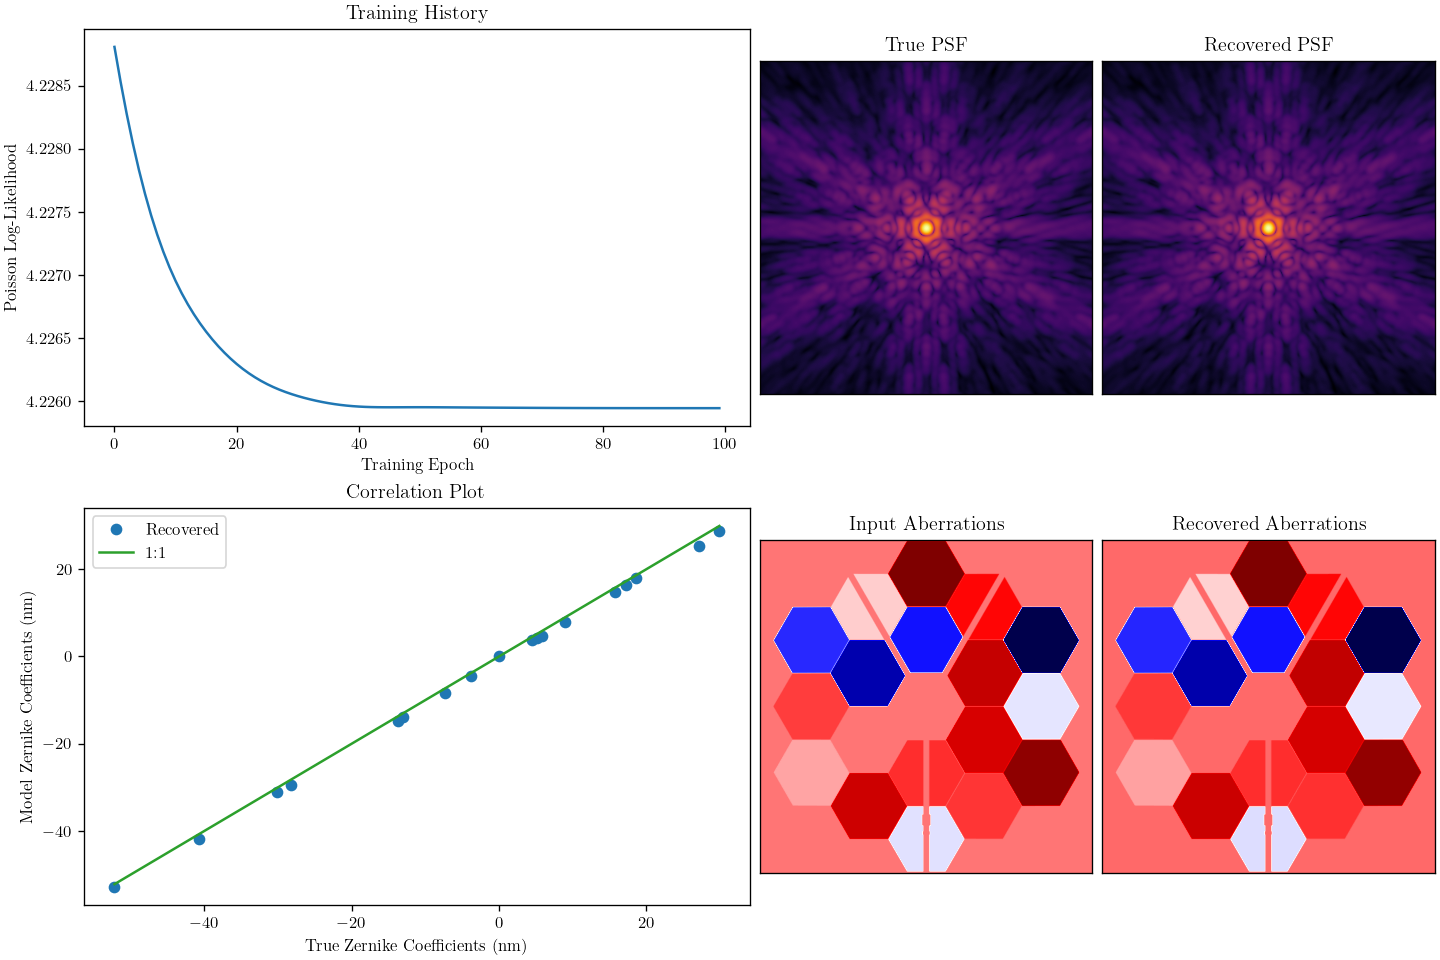 Training History
4.2285
4.2280
4.2275
4.2270
4.2265
4.2260
Poisson Log-Likelihood
0 20 40 60 80 100
Training Epoch
True PSF
Recovered PSF
Correlation Plot
Recovered
1:1
20
0
−20
−40
Model Zernike Coefficients (nm)
−40 −20 0 20
True Zernike Coefficients (nm)
Input Aberrations
Recovered Aberrations